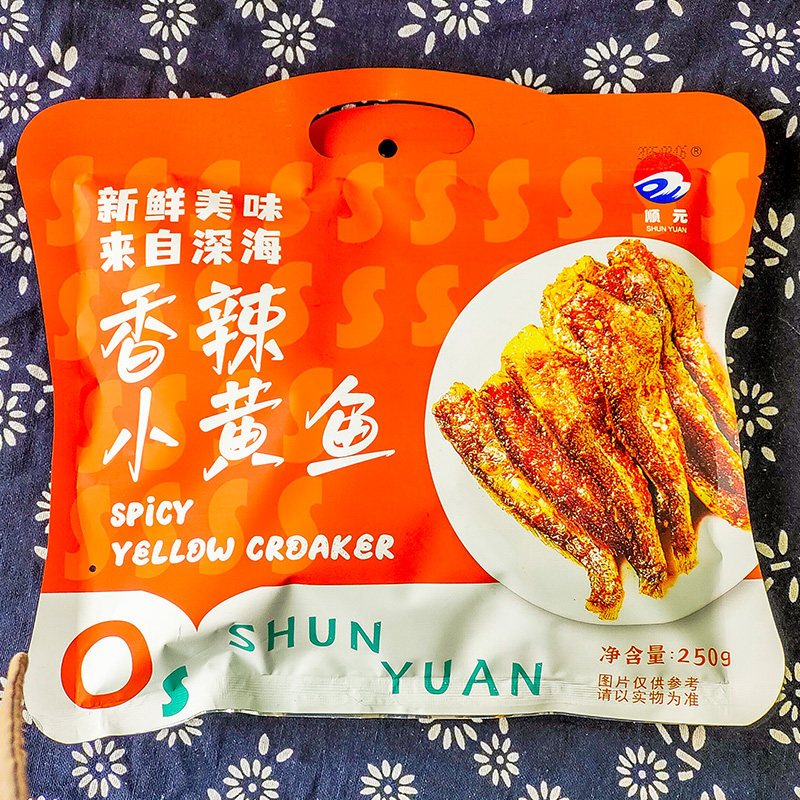 ®
顺元
SHUN YUAN
新鲜美味
来自深海
香辣
小黄鱼
SPiCY
YELLOW CROAKER
Os
SHUN
YUAN
净含量:250g
图片仅供参考
请以实物为准